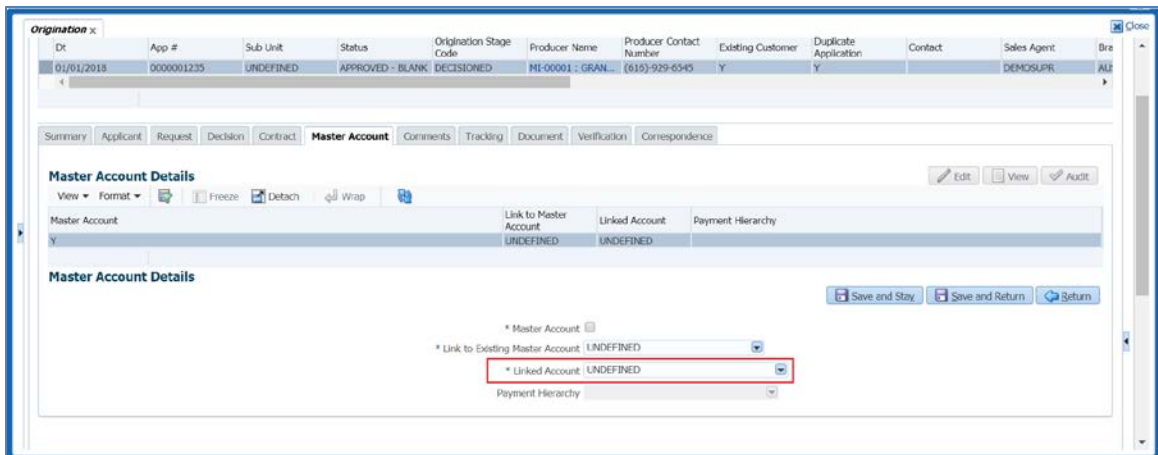 Origination x
Close
Dt App # Sub Unit Status Origination Stage Code Producer Name Producer Contact Number Existing Customer Duplicate Application Contact Sales Agent Bra
01/01/2018 0000001235 UNDEFINED APPROVED - BLANK DECISIONED MI-00001 : GRAN... (616)-929-6545 Y Y DEMOSUPR AU
Summary Applicant Request Decision Contract Master Account Comments Tracking Document Verification Correspondence
Master Account Details
Edit View Audit
View Format Freeze Detach Wrap
Master Account Link to Master Account Linked Account Payment Hierarchy
Y UNDEFINED UNDEFINED
Master Account Details
Save and Stay Save and Return Return
* Master Account
* Link to Existing Master Account UNDEFINED
* Linked Account UNDEFINED
Payment Hierarchy